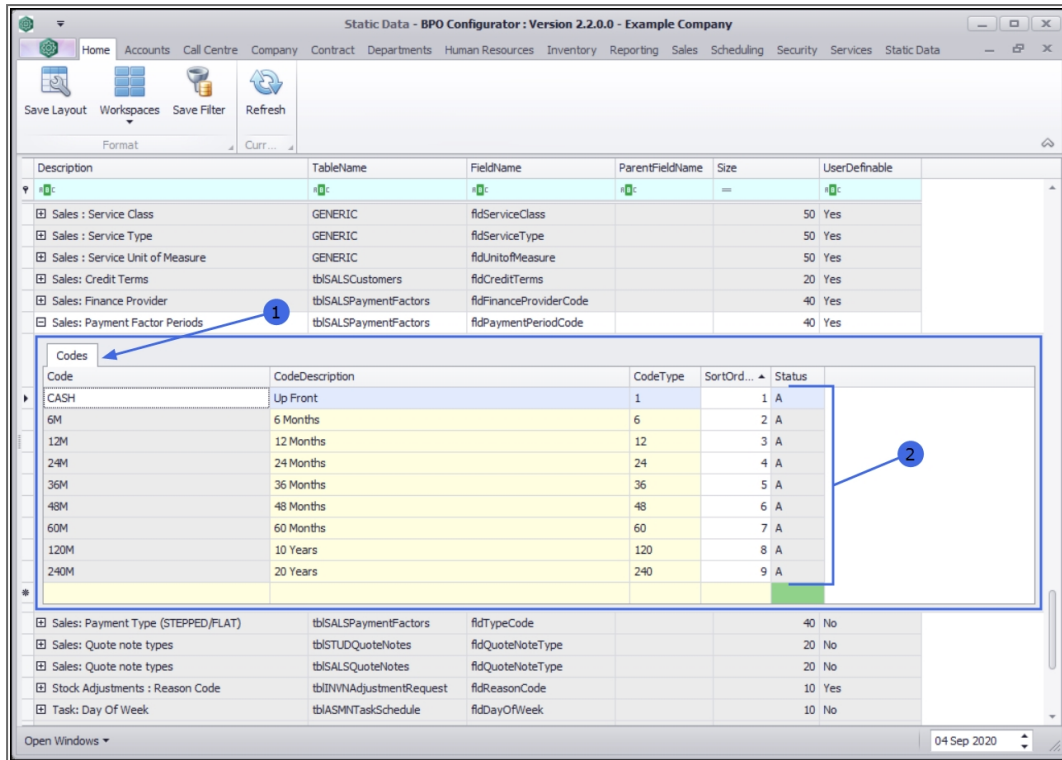 Static Data - BPO Configurator : Version 2.2.0.0 - Example Company
Home Accounts Call Centre Company Contract Departments Human Resources Inventory Reporting Sales Scheduling Security Services Static Data
Save Layout Workspaces Save Filter Refresh
Format Curr...
Description TableName FieldName ParentFieldName Size UserDefinable
Sales : Service Class GENERIC fldServiceClass 50 Yes
Sales : Service Type GENERIC fldServiceType 50 Yes
Sales : Service Unit of Measure GENERIC fldUnitofMeasure 50 Yes
Sales: Credit Terms tblSALSCustomers fldCreditTerms 20 Yes
Sales: Finance Provider tblSALSPaymentFactors fldFinanceProviderCode 40 Yes
1
Sales: Payment Factor Periods tblSALSPaymentFactors fldPaymentPeriodCode 40 Yes
Codes
Code CodeDescription CodeType SortOrd... Status
CASH Up Front 1 1 A
6M 6 Months 6 2 A
12M 12 Months 12 3 A
24M 24 Months 24 4 A
2
36M 36 Months 36 5 A
48M 48 Months 48 6 A
60M 60 Months 60 7 A
120M 10 Years 120 8 A
240M 20 Years 240 9 A
Sales: Payment Type (STEPPED/FLAT) tblSALSPaymentFactors fldTypeCode 40 No
Sales: Quote note types tblSTUDQuoteNotes fldQuoteNoteType 20 No
Sales: Quote note types tblSALSQuoteNotes fldQuoteNoteType 20 No
Stock Adjustments : Reason Code tblINVNAdjustmentRequest fldReasonCode 10 Yes
Task: Day Of Week tblASMNTaskSchedule fldDayOfWeek 10 No
Open Windows 04 Sep 2020